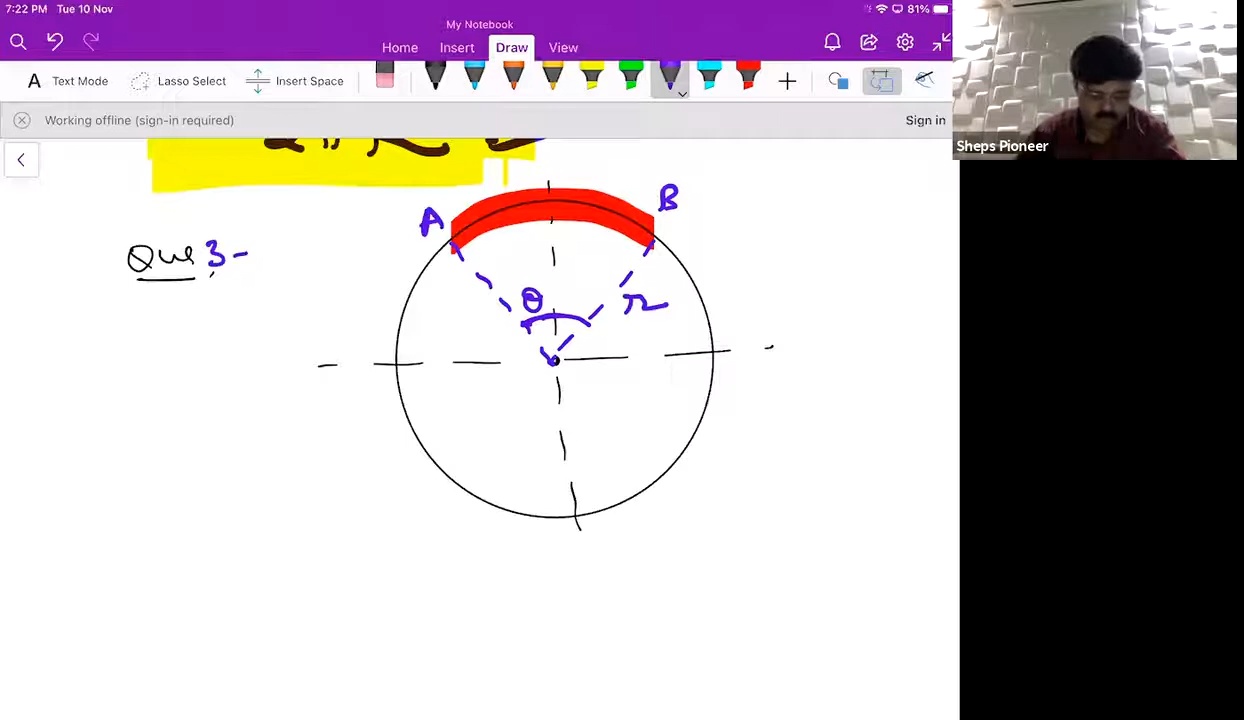 7:22 PM Tue 10 Nov
81%
My Notebook
Home Insert Draw View
A Text Mode Lasso Select Insert Space
Working offline (sign-in required) Sign in
Sheps Pioneer
A
B
Que 3-
θ
r